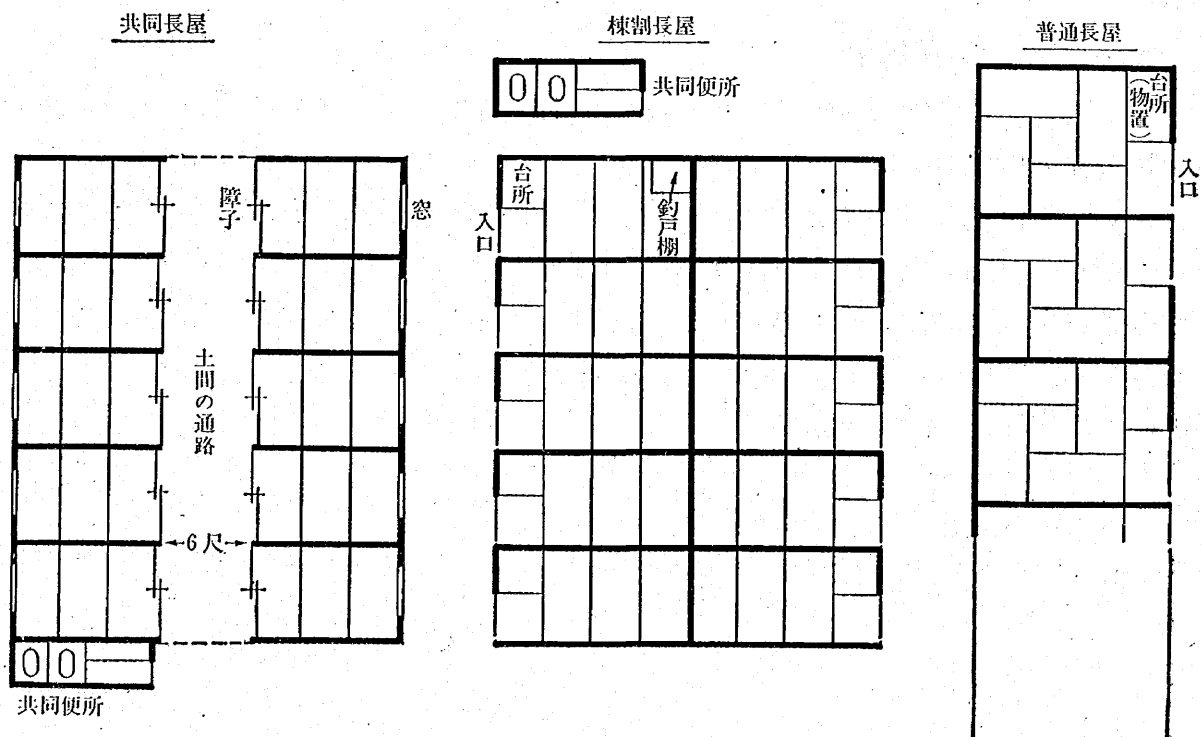 共同長屋
障子
窓
土間の通路
6尺
共同便所
棟割長屋
共同便所
台所
入口
釣戸棚
普通長屋
台所
(物置)
入口